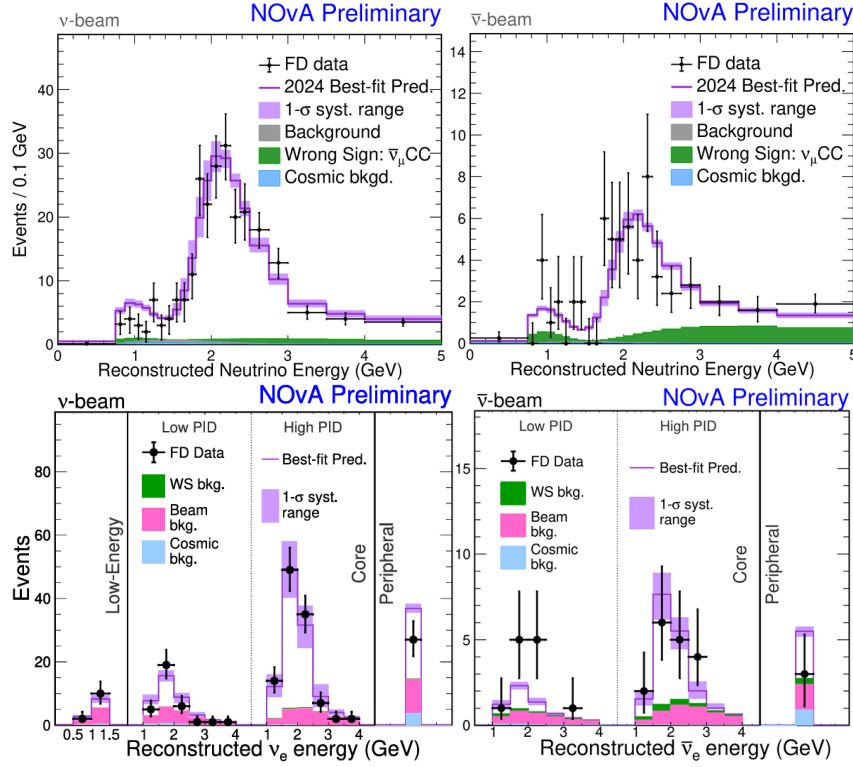 ν-beam
NOvA Preliminary
FD data
2024 Best-fit Pred.
1-σ syst. range
Background
Wrong Sign: ν̅μCC
Cosmic bkgd.
Events / 0.1 GeV
40
30
20
10
0
0 1 2 3 4 5
Reconstructed Neutrino Energy (GeV)
ν̅-beam
NOvA Preliminary
FD data
2024 Best-fit Pred.
1-σ syst. range
Background
Wrong Sign: νμCC
Cosmic bkgd.
14
12
10
8
6
4
2
0
0 1 2 3 4 5
Reconstructed Neutrino Energy (GeV)
ν-beam
NOvA Preliminary
Low PID
High PID
FD Data
WS bkg.
Beam
bkg.
Cosmic
bkg.
Best-fit Pred.
1-σ syst.
range
Low-Energy
Core
Peripheral
Events
80
60
40
20
0
0.5 1 1.5
1 2 3 4
1 2 3 4
Reconstructed νe energy (GeV)
ν̅-beam
NOvA Preliminary
Low PID
High PID
FD Data
WS bkg.
Beam
bkg.
Cosmic
bkg.
Best-fit Pred.
1-σ syst.
range
Core
Peripheral
15
10
5
0
1 2 3 4
1 2 3 4
Reconstructed ν̅e energy (GeV)